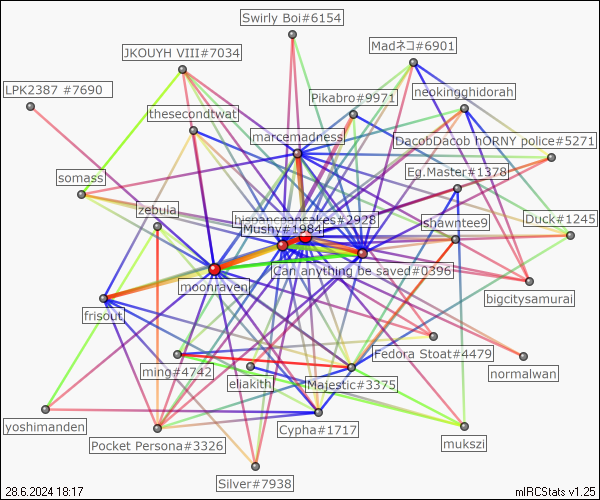 Swirly Boi#6154
Madネコ#6901
JKOUYH VIII#7034
LPK2387 #7690
neokingghidorah
Pikabro#9971
thesecondtwat
marcemadness
DacobDacob hORNY police#5271
Eg.Master#1378
somass
zebula
hispanicpancakes#2928
Duck#1245
shawntee9
Mushy#1984
Can anything be saved#0396
moonraven
bigcitysamurai
frisout
Fedora Stoat#4479
ming#4742
normalwan
eliakith
Majestic#3375
yoshimanden
Cypha#1717
Pocket Persona#3326
mukszi
Silver#7938
28.6.2024 18:17
mIRCStats v1.25